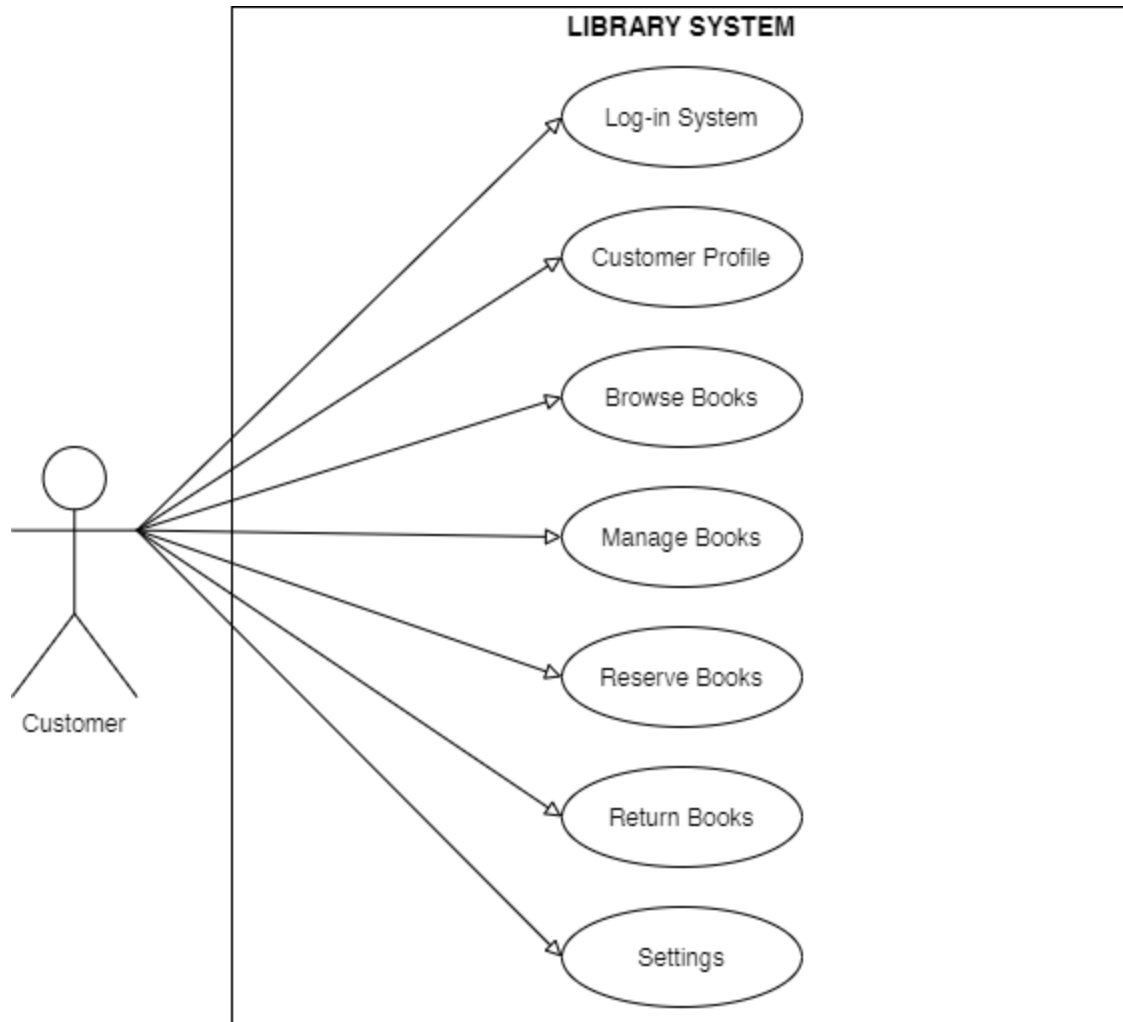 LIBRARY SYSTEM
Log-in System
Customer Profile
Browse Books
Manage Books
Reserve Books
Return Books
Settings
Customer